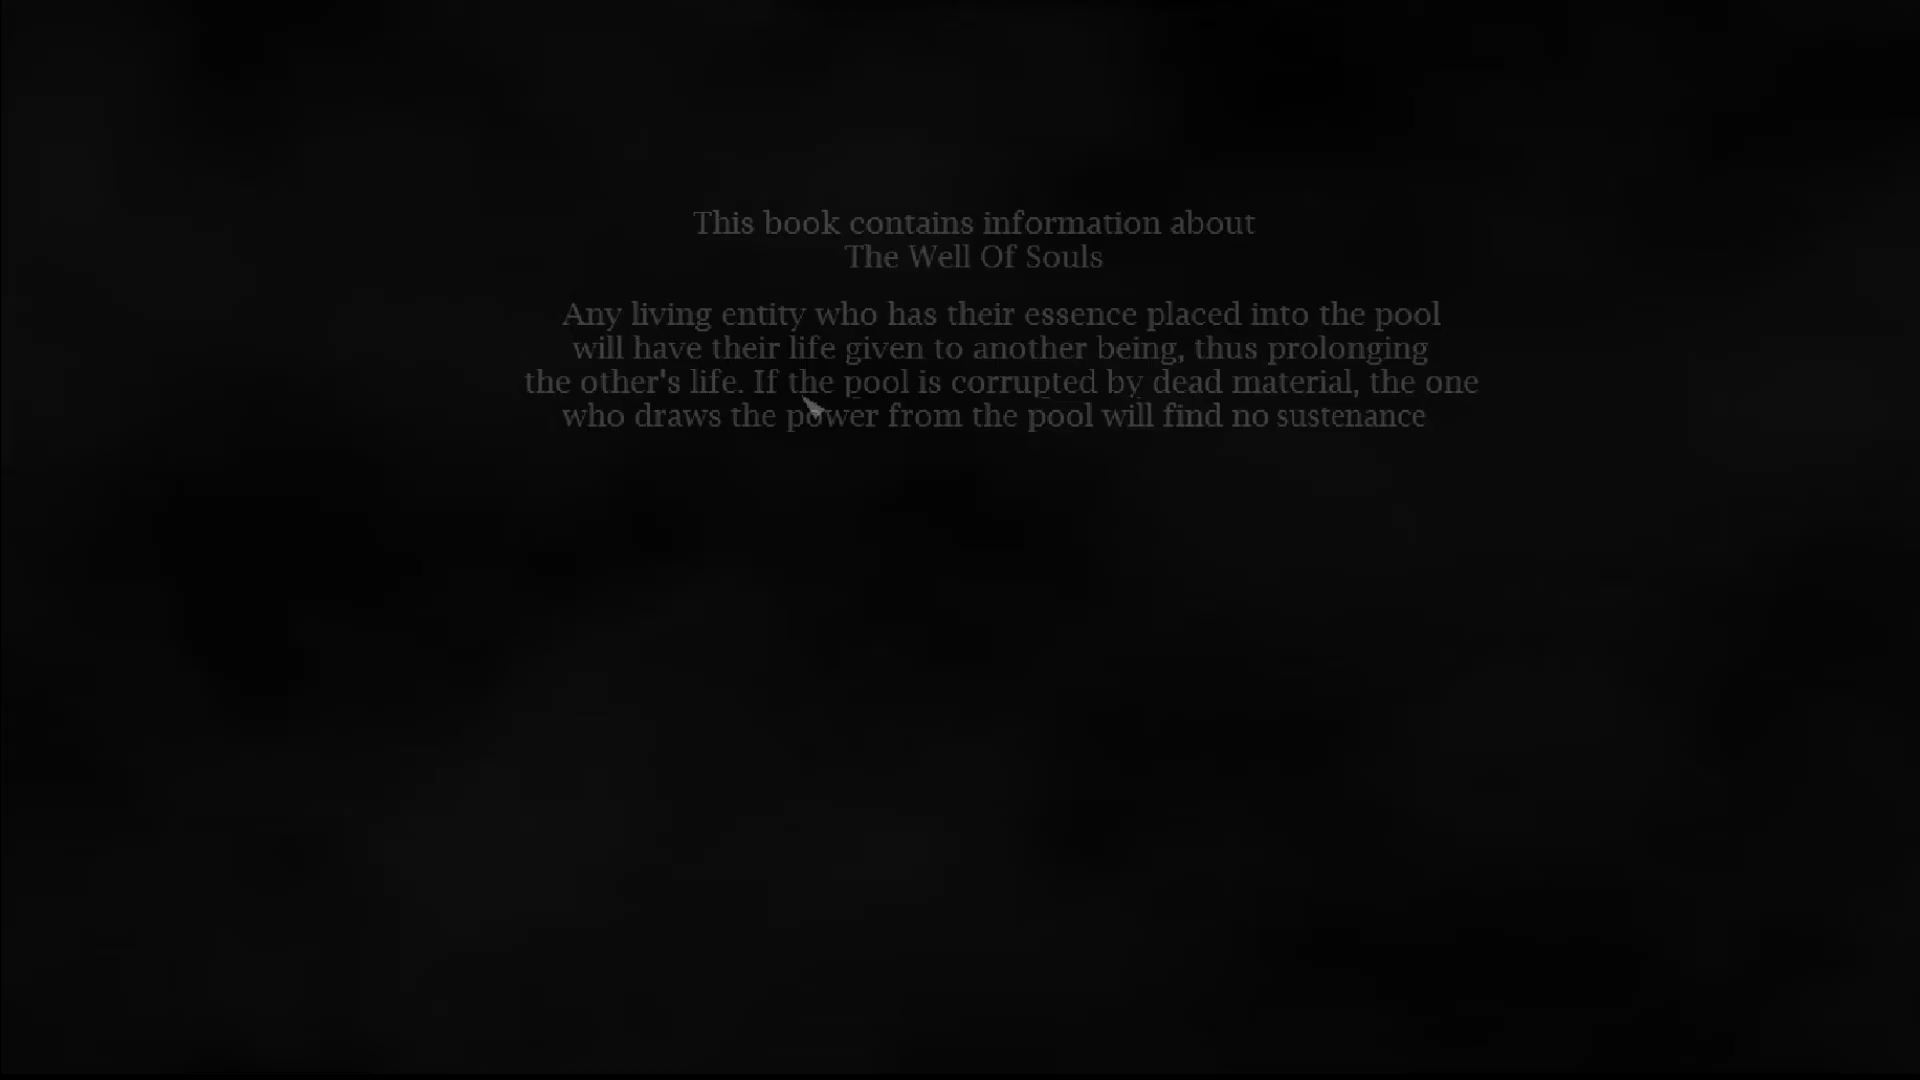 This book contains information about
The Well Of Souls
Any living entity who has their essence placed into the pool
will have their life given to another being, thus prolonging
the other's life. If the pool is corrupted by dead material, the one
who draws the power from the pool will find no sustenance